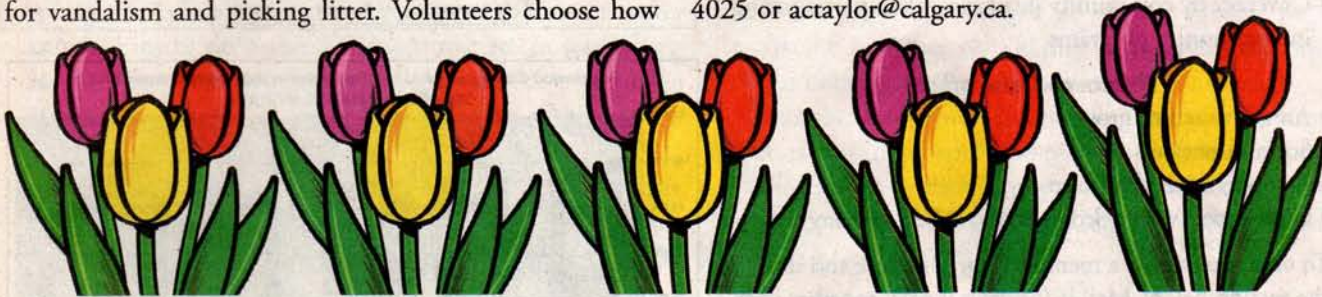 for vandalism and picking litter. Volunteers choose how
4025 or actaylor@calgary.ca.